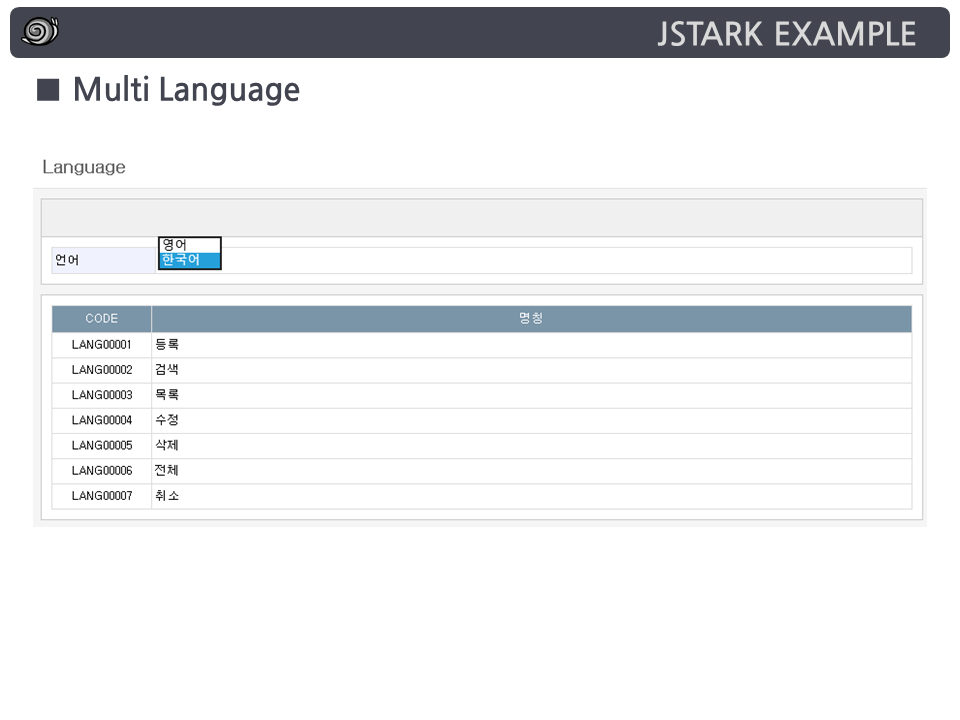 JSTARK EXAMPLE
■ Multi Language
Language
영어
언어 한국어
CODE 명칭
LANG00001 등록
LANG00002 검색
LANG00003 목록
LANG00004 수정
LANG00005 삭제
LANG00006 전체
LANG00007 취소